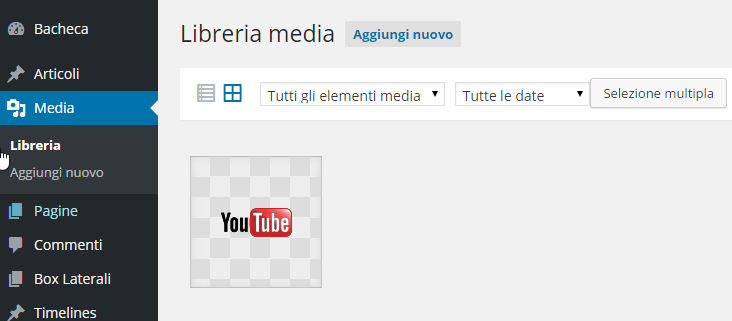 Bacheca
Articoli
Media
Libreria
Aggiungi nuovo
Pagine
Commenti
Box Laterali
Timelines
Libreria media Aggiungi nuovo
Tutti gli elementi media Tutte le date Selezione multipla
YouTube